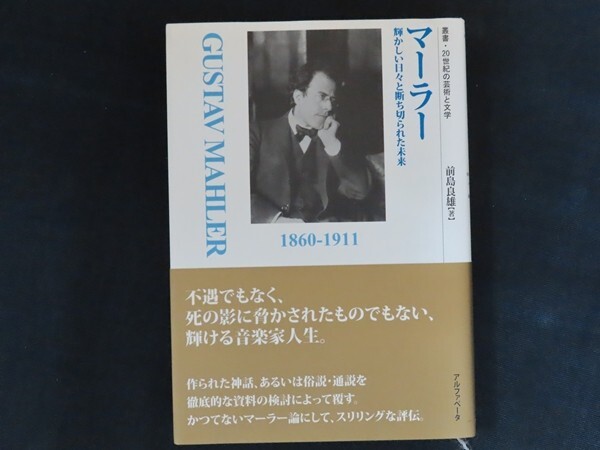 叢書・20世紀の芸術と文学
マーラー
輝かしい日々と断ち切られた未来
前島良雄【著】
GUSTAV MAHLER
1860-1911
不遇でもなく、
死の影に脅かされたものでもない、
輝ける音楽家人生。
作られた神話、あるいは俗説・通説を
徹底的な資料の検討によって覆す。
かつてないマーラー論にして、スリリングな評伝。
アルファベータ